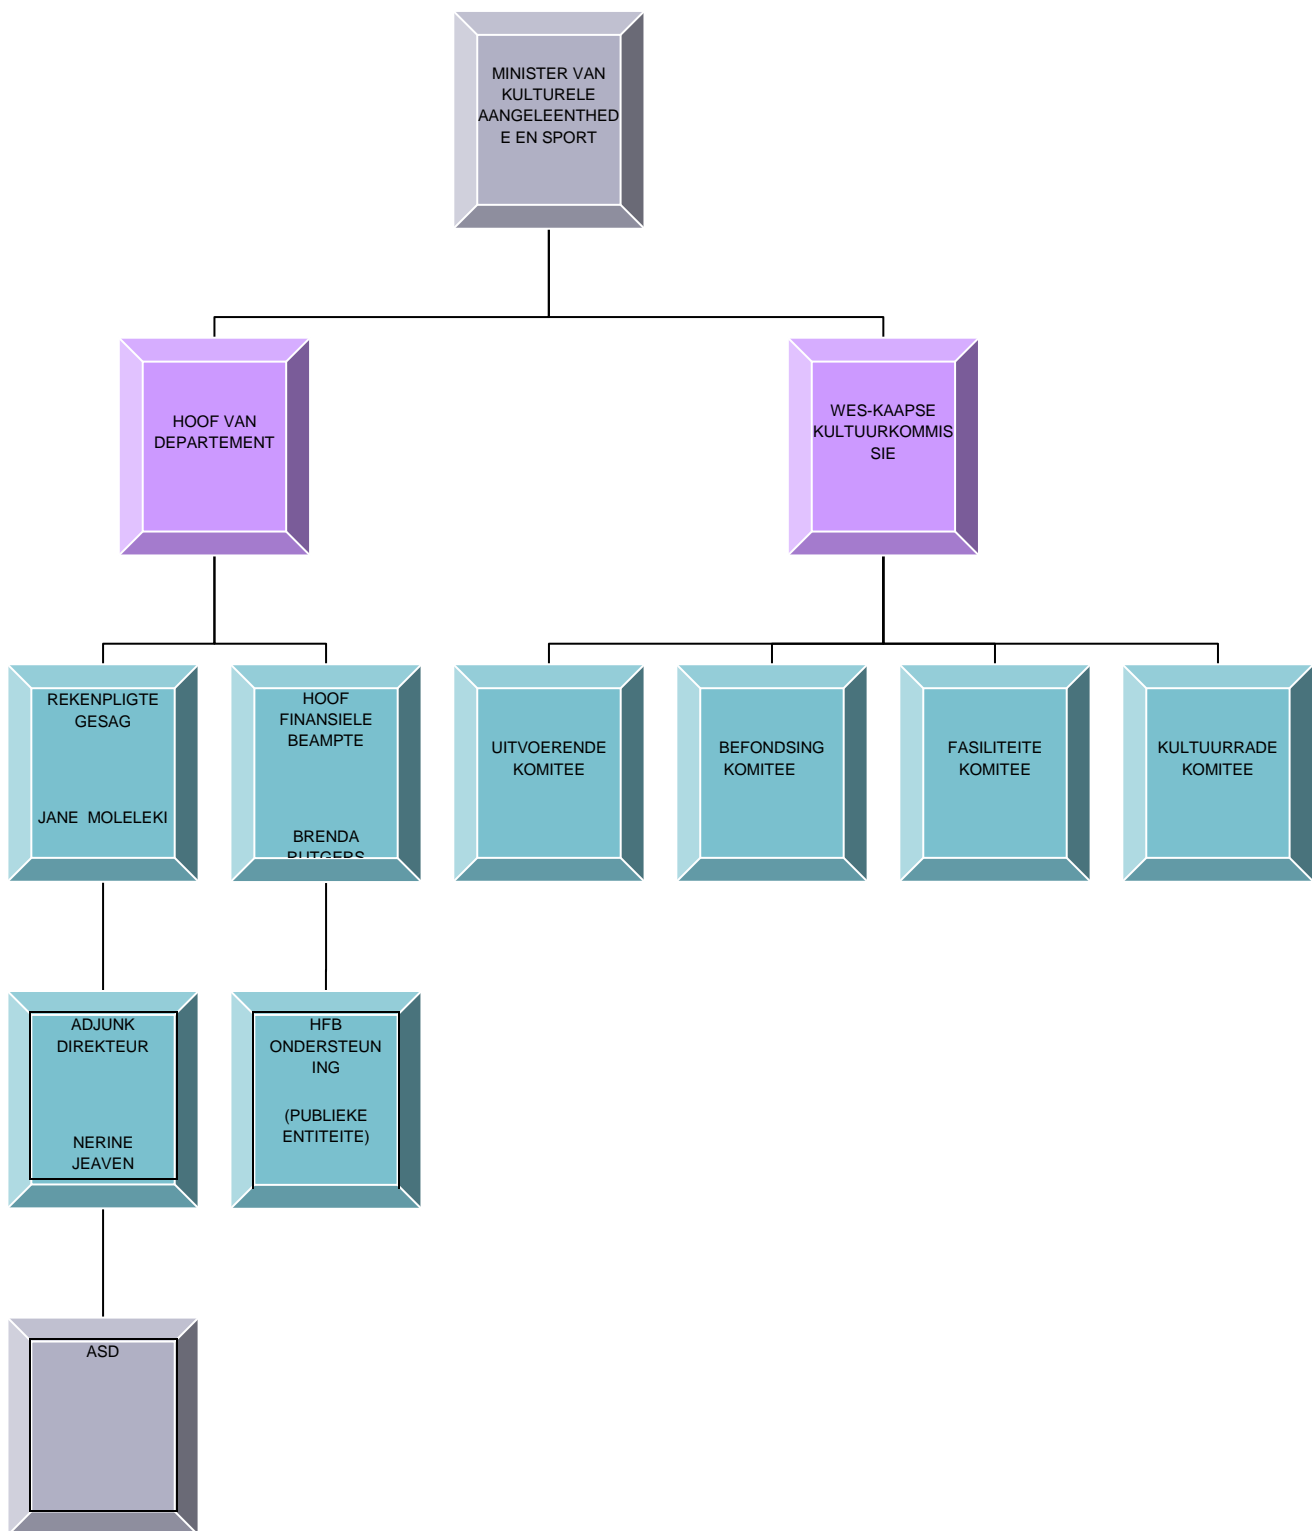 MINISTER VAN
KULTURELE
AANGELEENTHED
E EN SPORT
HOOF VAN
DEPARTEMENT
WES-KAAPSE
KULTUURKOMMIS
SIE
REKENPLIGTE
GESAG
JANE MOLELEKI
HOOF
FINANSIELE
BEAMPTE
BRENDA
RUTGERS
UITVOERENDE
KOMITEE
BEFONDSING
KOMITEE
FASILITEITE
KOMITEE
KULTUURRADE
KOMITEE
ADJUNK
DIREKTEUR
NERINE
JEAVEN
HFB
ONDERSTEUN
ING
(PUBLIEKE
ENTITEITE)
ASD